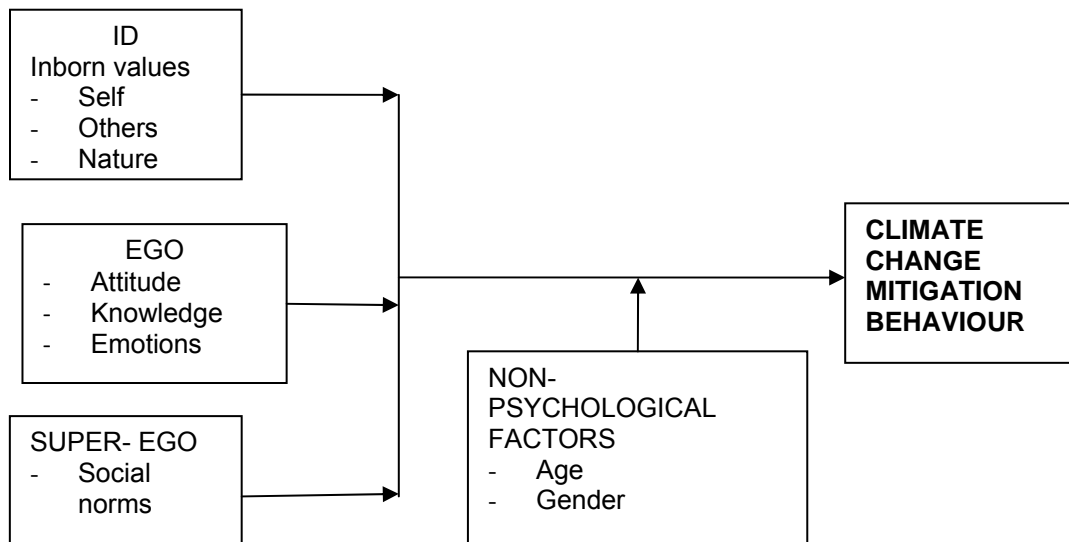 ID
Inborn values
- Self
- Others
- Nature
EGO
- Attitude
- Knowledge
- Emotions
SUPER- EGO
- Social
norms
NON-
PSYCHOLOGICAL
FACTORS
- Age
- Gender
CLIMATE
CHANGE
MITIGATION
BEHAVIOUR